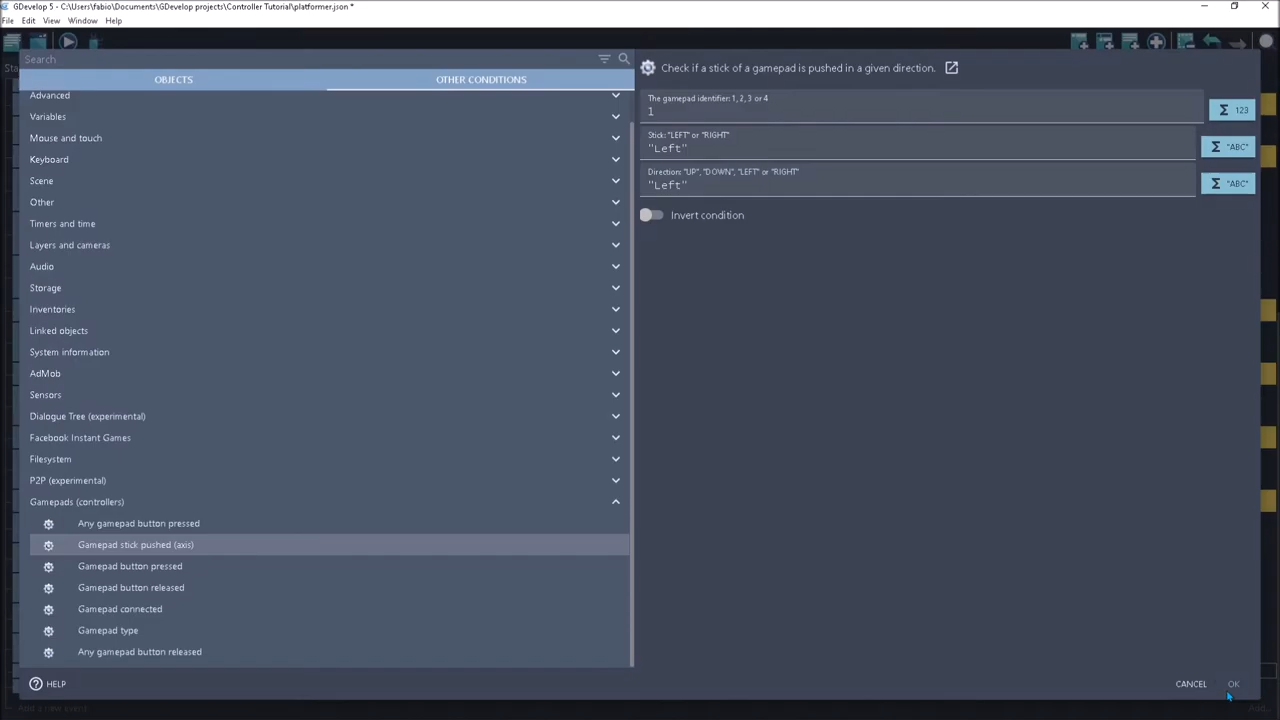 GDevelop 5 - C:\Users\fabio\Documents\GDevelop projects\Controller Tutorial\platformer.json *
File Edit View Window Help
Search
OBJECTS
OTHER CONDITIONS
Advanced
Variables
Mouse and touch
Keyboard
Scene
Other
Timers and time
Layers and cameras
Audio
Storage
Inventories
Linked objects
System information
AdMob
Sensors
Dialogue Tree (experimental)
Facebook Instant Games
Filesystem
P2P (experimental)
Gamepads (controllers)
Any gamepad button pressed
Gamepad stick pushed (axis)
Gamepad button pressed
Gamepad button released
Gamepad connected
Gamepad type
Any gamepad button released
HELP
Check if a stick of a gamepad is pushed in a given direction.
The gamepad identifier: 1, 2, 3 or 4
1
Σ 123
Stick: "LEFT" or "RIGHT"
"Left"
Σ "ABC"
Direction: "UP", "DOWN", "LEFT" or "RIGHT"
"Left"
Σ "ABC"
Invert condition
CANCEL
OK
Add a new event
Add...